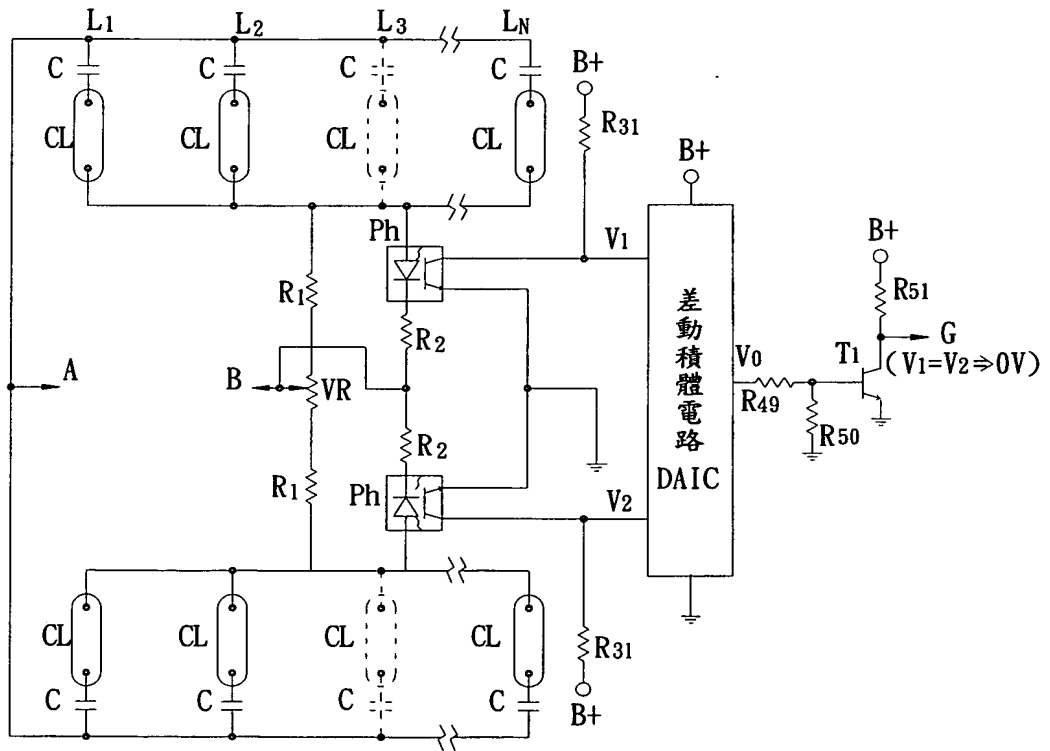 L1 L2 L3 LN
C C C C
B+
CL CL CL CL
R31
B+
Ph
V1
B+
R1
R2
R51
差動積體電路
DAIC
V0
T1
G
(V1=V2⇒0V)
A
B
VR
R49
R50
R2
R1
Ph
V2
CL CL CL CL
R31
C C C C
B+